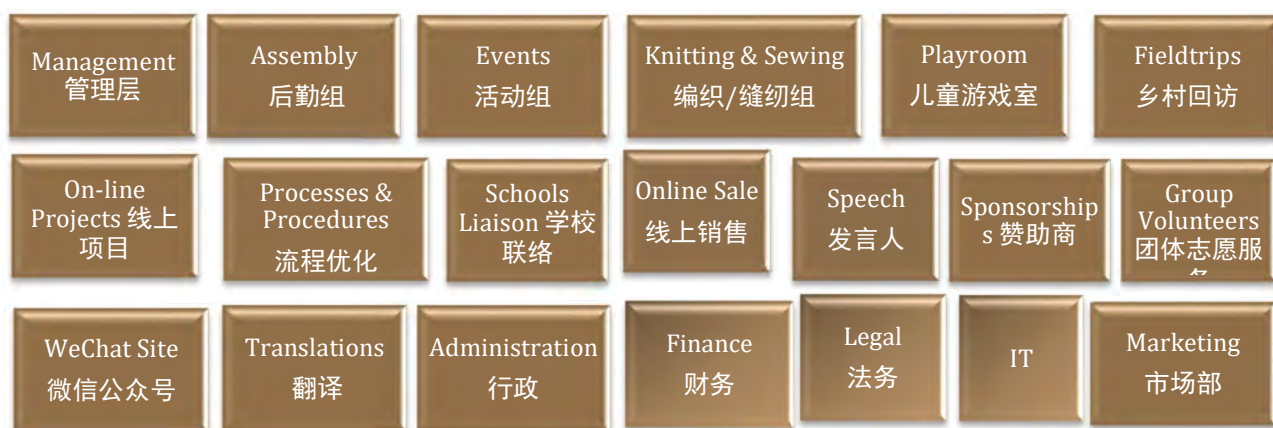 Management
管理层
Assembly
后勤组
Events
活动组
Knitting & Sewing
编织/缝纫组
Playroom
儿童游戏室
Fieldtrips
乡村回访
On-line
Projects 线上
项目
Processes &
Procedures
流程优化
Schools
Liaison 学校
联络
Online Sale
线上销售
Speech
发言人
Sponsorship
s 赞助商
Group
Volunteers
团体志愿服
WeChat Site
微信公众号
Translations
翻译
Administration
行政
Finance
财务
Legal
法务
IT
Marketing
市场部